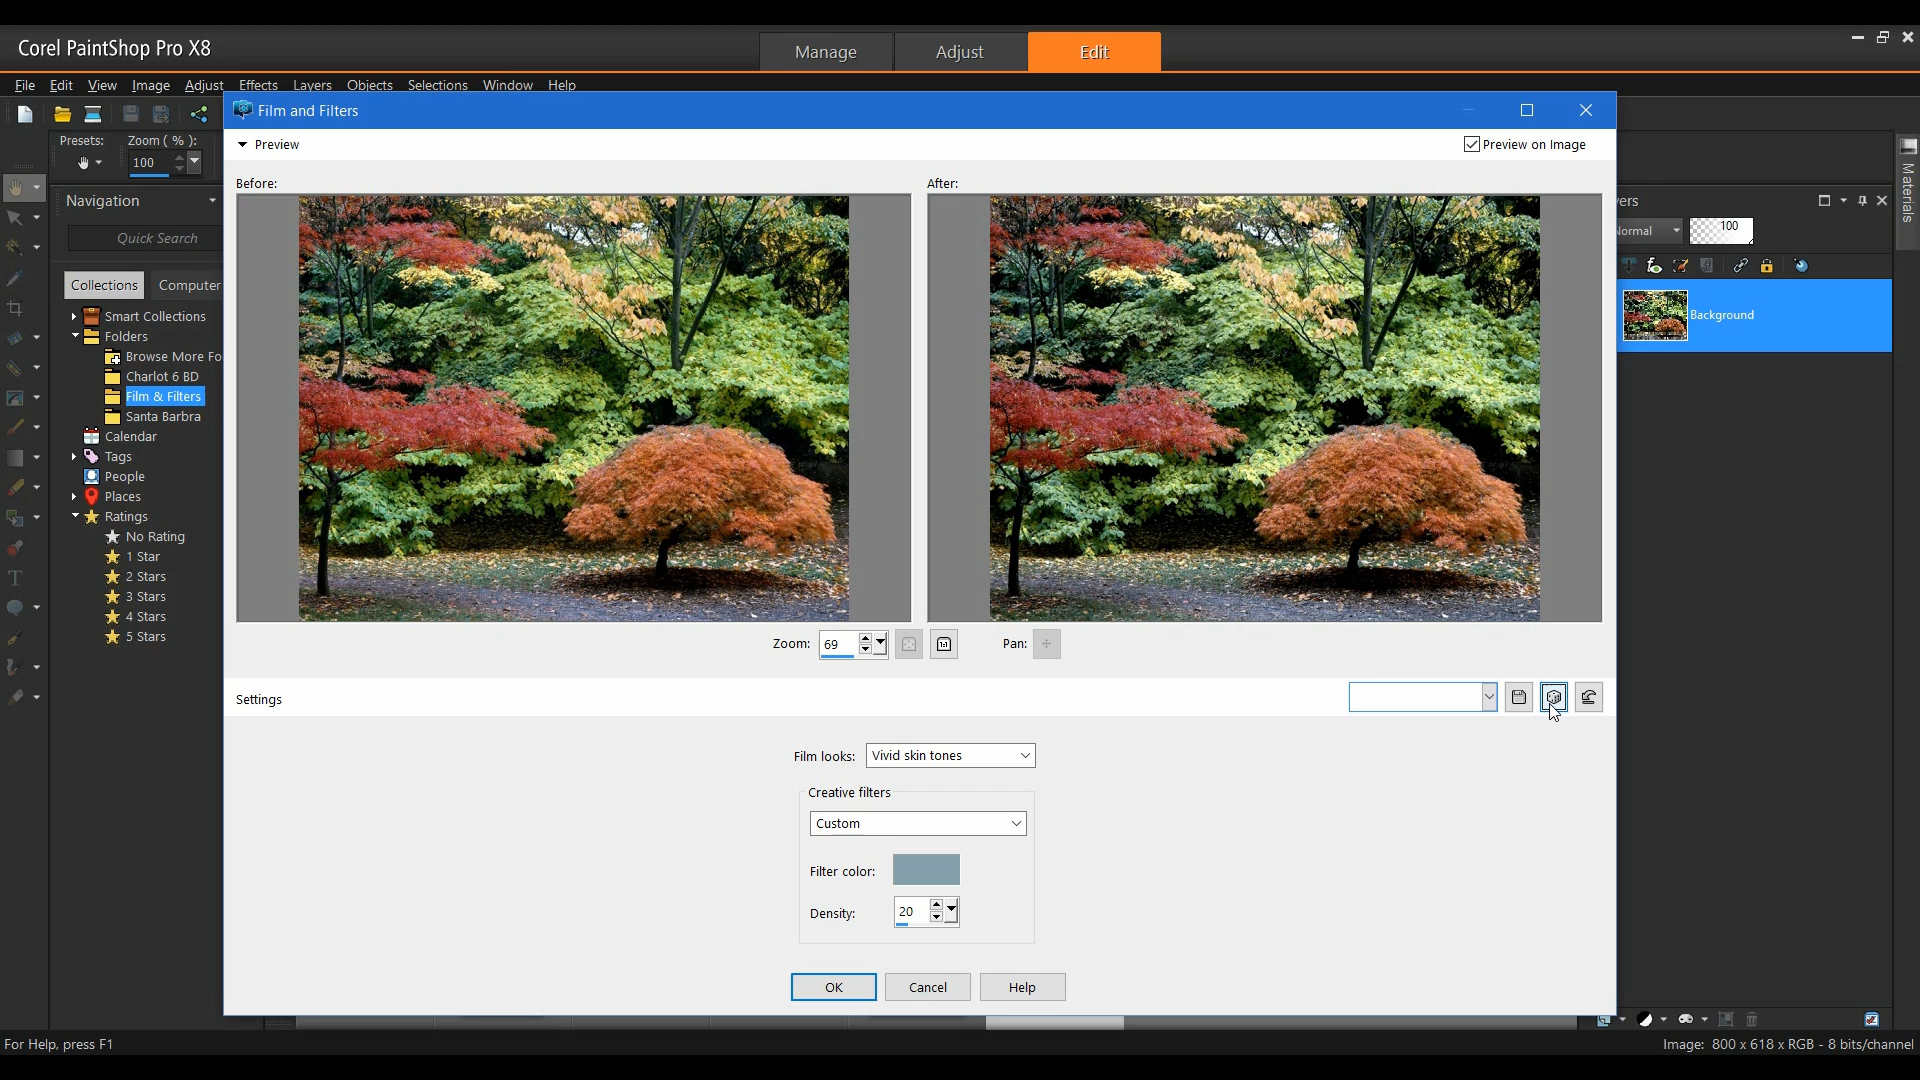 Corel PaintShop Pro X8
Manage
Adjust
Edit
File Edit View Image Adjust Effects Layers Objects Selections Window Help
Film and Filters
Presets: Zoom ( % ):
100
Preview
Preview on Image
Before:
After:
Navigation
Quick Search
Collections
Computer
Smart Collections
Folders
Browse More Fo
Charlot 6 BD
Film & Filters
Santa Barbra
Calendar
Tags
People
Places
Ratings
No Rating
1 Star
2 Stars
3 Stars
4 Stars
5 Stars
Zoom: 69
Pan:
Settings
Film looks: Vivid skin tones
Creative filters
Custom
Filter color:
Density: 20
OK
Cancel
Help
yers
Normal
100
Background
Materials
For Help, press F1
Image: 800 x 618 x RGB - 8 bits/channel